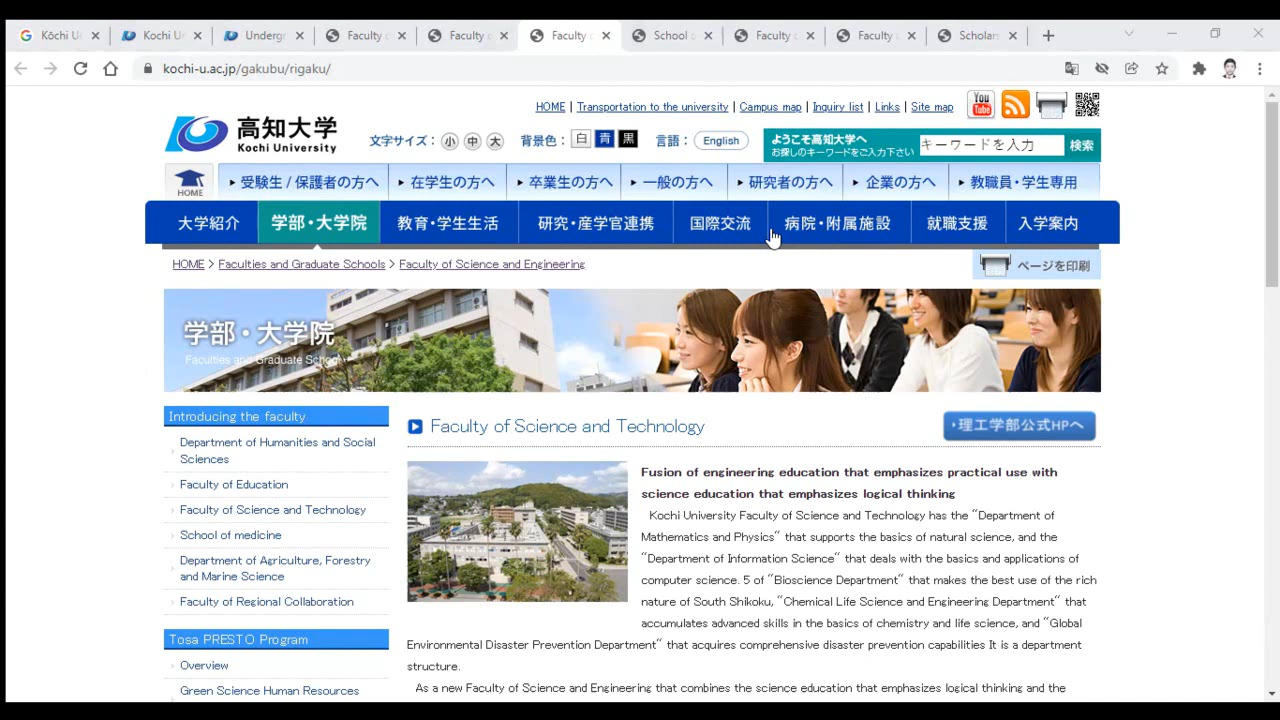 Kōchi U
Kochi Un
Undergr
Faculty o
Faculty o
Faculty o
School o
Faculty o
Faculty o
Scholars
kochi-u.ac.jp/gakubu/rigaku/
HOME | Transportation to the university | Campus map | Inquiry list | Links | Site map
You Tube
高知大学
Kochi University
文字サイズ： 小 中 大 背景色： 白 青 黒 言語： English
ようこそ高知大学へ
お探しのキーワードをご入力下さい
キーワードを入力 検索
HOME
受験生 / 保護者の方へ 在学生の方へ 卒業生の方へ 一般の方へ 研究者の方へ 企業の方へ 教職員・学生専用
大学紹介 学部・大学院 教育・学生生活 研究・産学官連携 国際交流 病院・附属施設 就職支援 入学案内
HOME > Faculties and Graduate Schools > Faculty of Science and Engineering
ページを印刷
学部・大学院
Faculties and Graduate School
Introducing the faculty
Department of Humanities and Social
Sciences
Faculty of Education
Faculty of Science and Technology
School of medicine
Department of Agriculture, Forestry
and Marine Science
Faculty of Regional Collaboration
Tosa PRESTO Program
Overview
Green Science Human Resources
Faculty of Science and Technology
理工学部公式HPへ
Fusion of engineering education that emphasizes practical use with
science education that emphasizes logical thinking
Kochi University Faculty of Science and Technology has the "Department of
Mathematics and Physics" that supports the basics of natural science, and the
"Department of Information Science" that deals with the basics and applications of
computer science. 5 of "Bioscience Department" that makes the best use of the rich
nature of South Shikoku, "Chemical Life Science and Engineering Department" that
accumulates advanced skills in the basics of chemistry and life science, and "Global
Environmental Disaster Prevention Department" that acquires comprehensive disaster prevention capabilities It is a department
structure.
As a new Faculty of Science and Engineering that combines the science education that emphasizes logical thinking and the